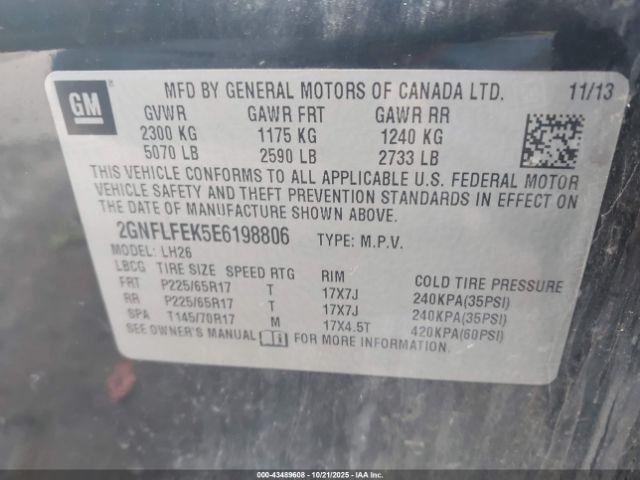 GM
MFD BY GENERAL MOTORS OF CANADA LTD. 11/13
GVWR GAWR FRT GAWR RR
2300 KG 1175 KG 1240 KG
5070 LB 2590 LB 2733 LB
THIS VEHICLE CONFORMS TO ALL APPLICABLE U.S. FEDERAL MOTOR
VEHICLE SAFETY AND THEFT PREVENTION STANDARDS IN EFFECT ON
THE DATE OF MANUFACTURE SHOWN ABOVE.
2GNFLFEK5E6198806 TYPE: M.P.V.
MODEL: LH26
LBCG TIRE SIZE SPEED RTG RIM COLD TIRE PRESSURE
FRT P225/65R17 T 17X7J 240KPA(35PSI)
RR P225/65R17 T 17X7J 240KPA(35PSI)
SPA T145/70R17 M 17X4.5T 420KPA(60PSI)
SEE OWNER'S MANUAL FOR MORE INFORMATION.
000-43489608 - 10/21/2025 - IAAI.COM